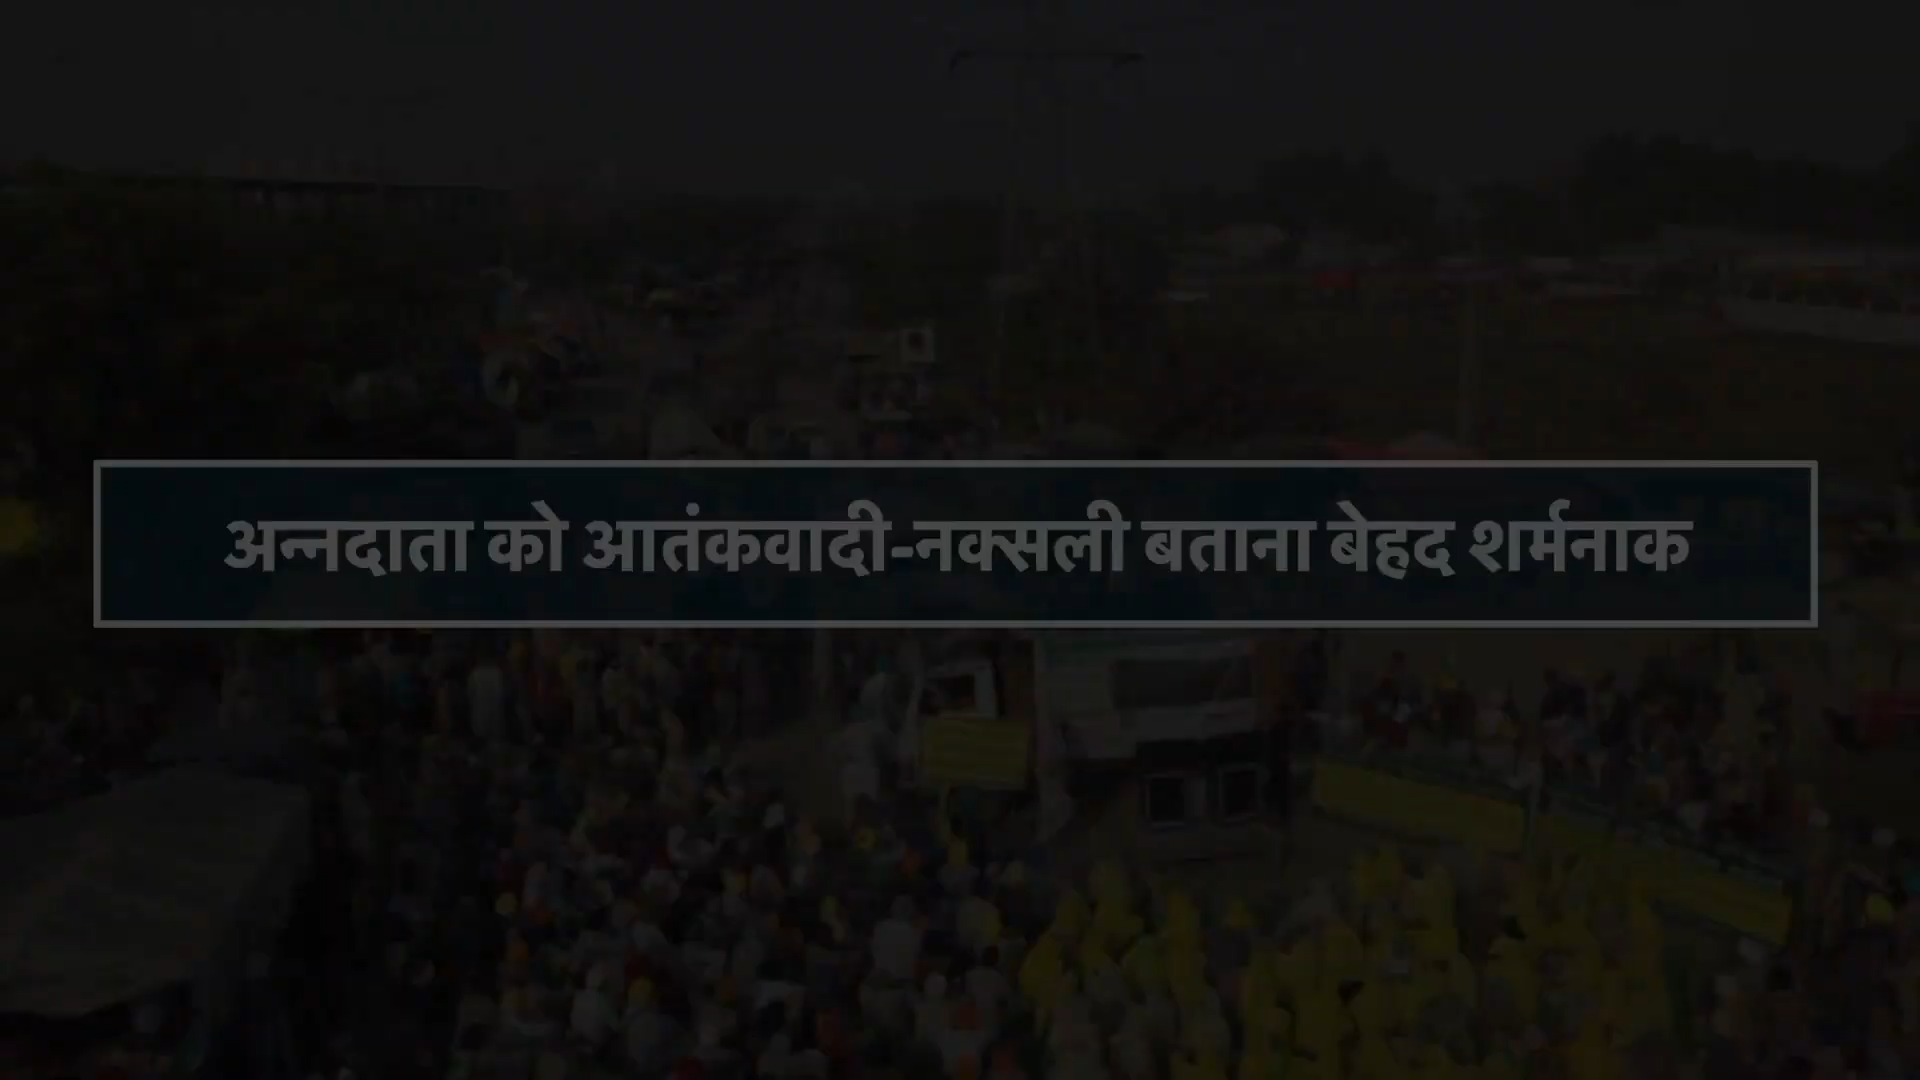 अन्नदाता को आतंकवादी-नक्सली बताना बेहद शर्मनाक